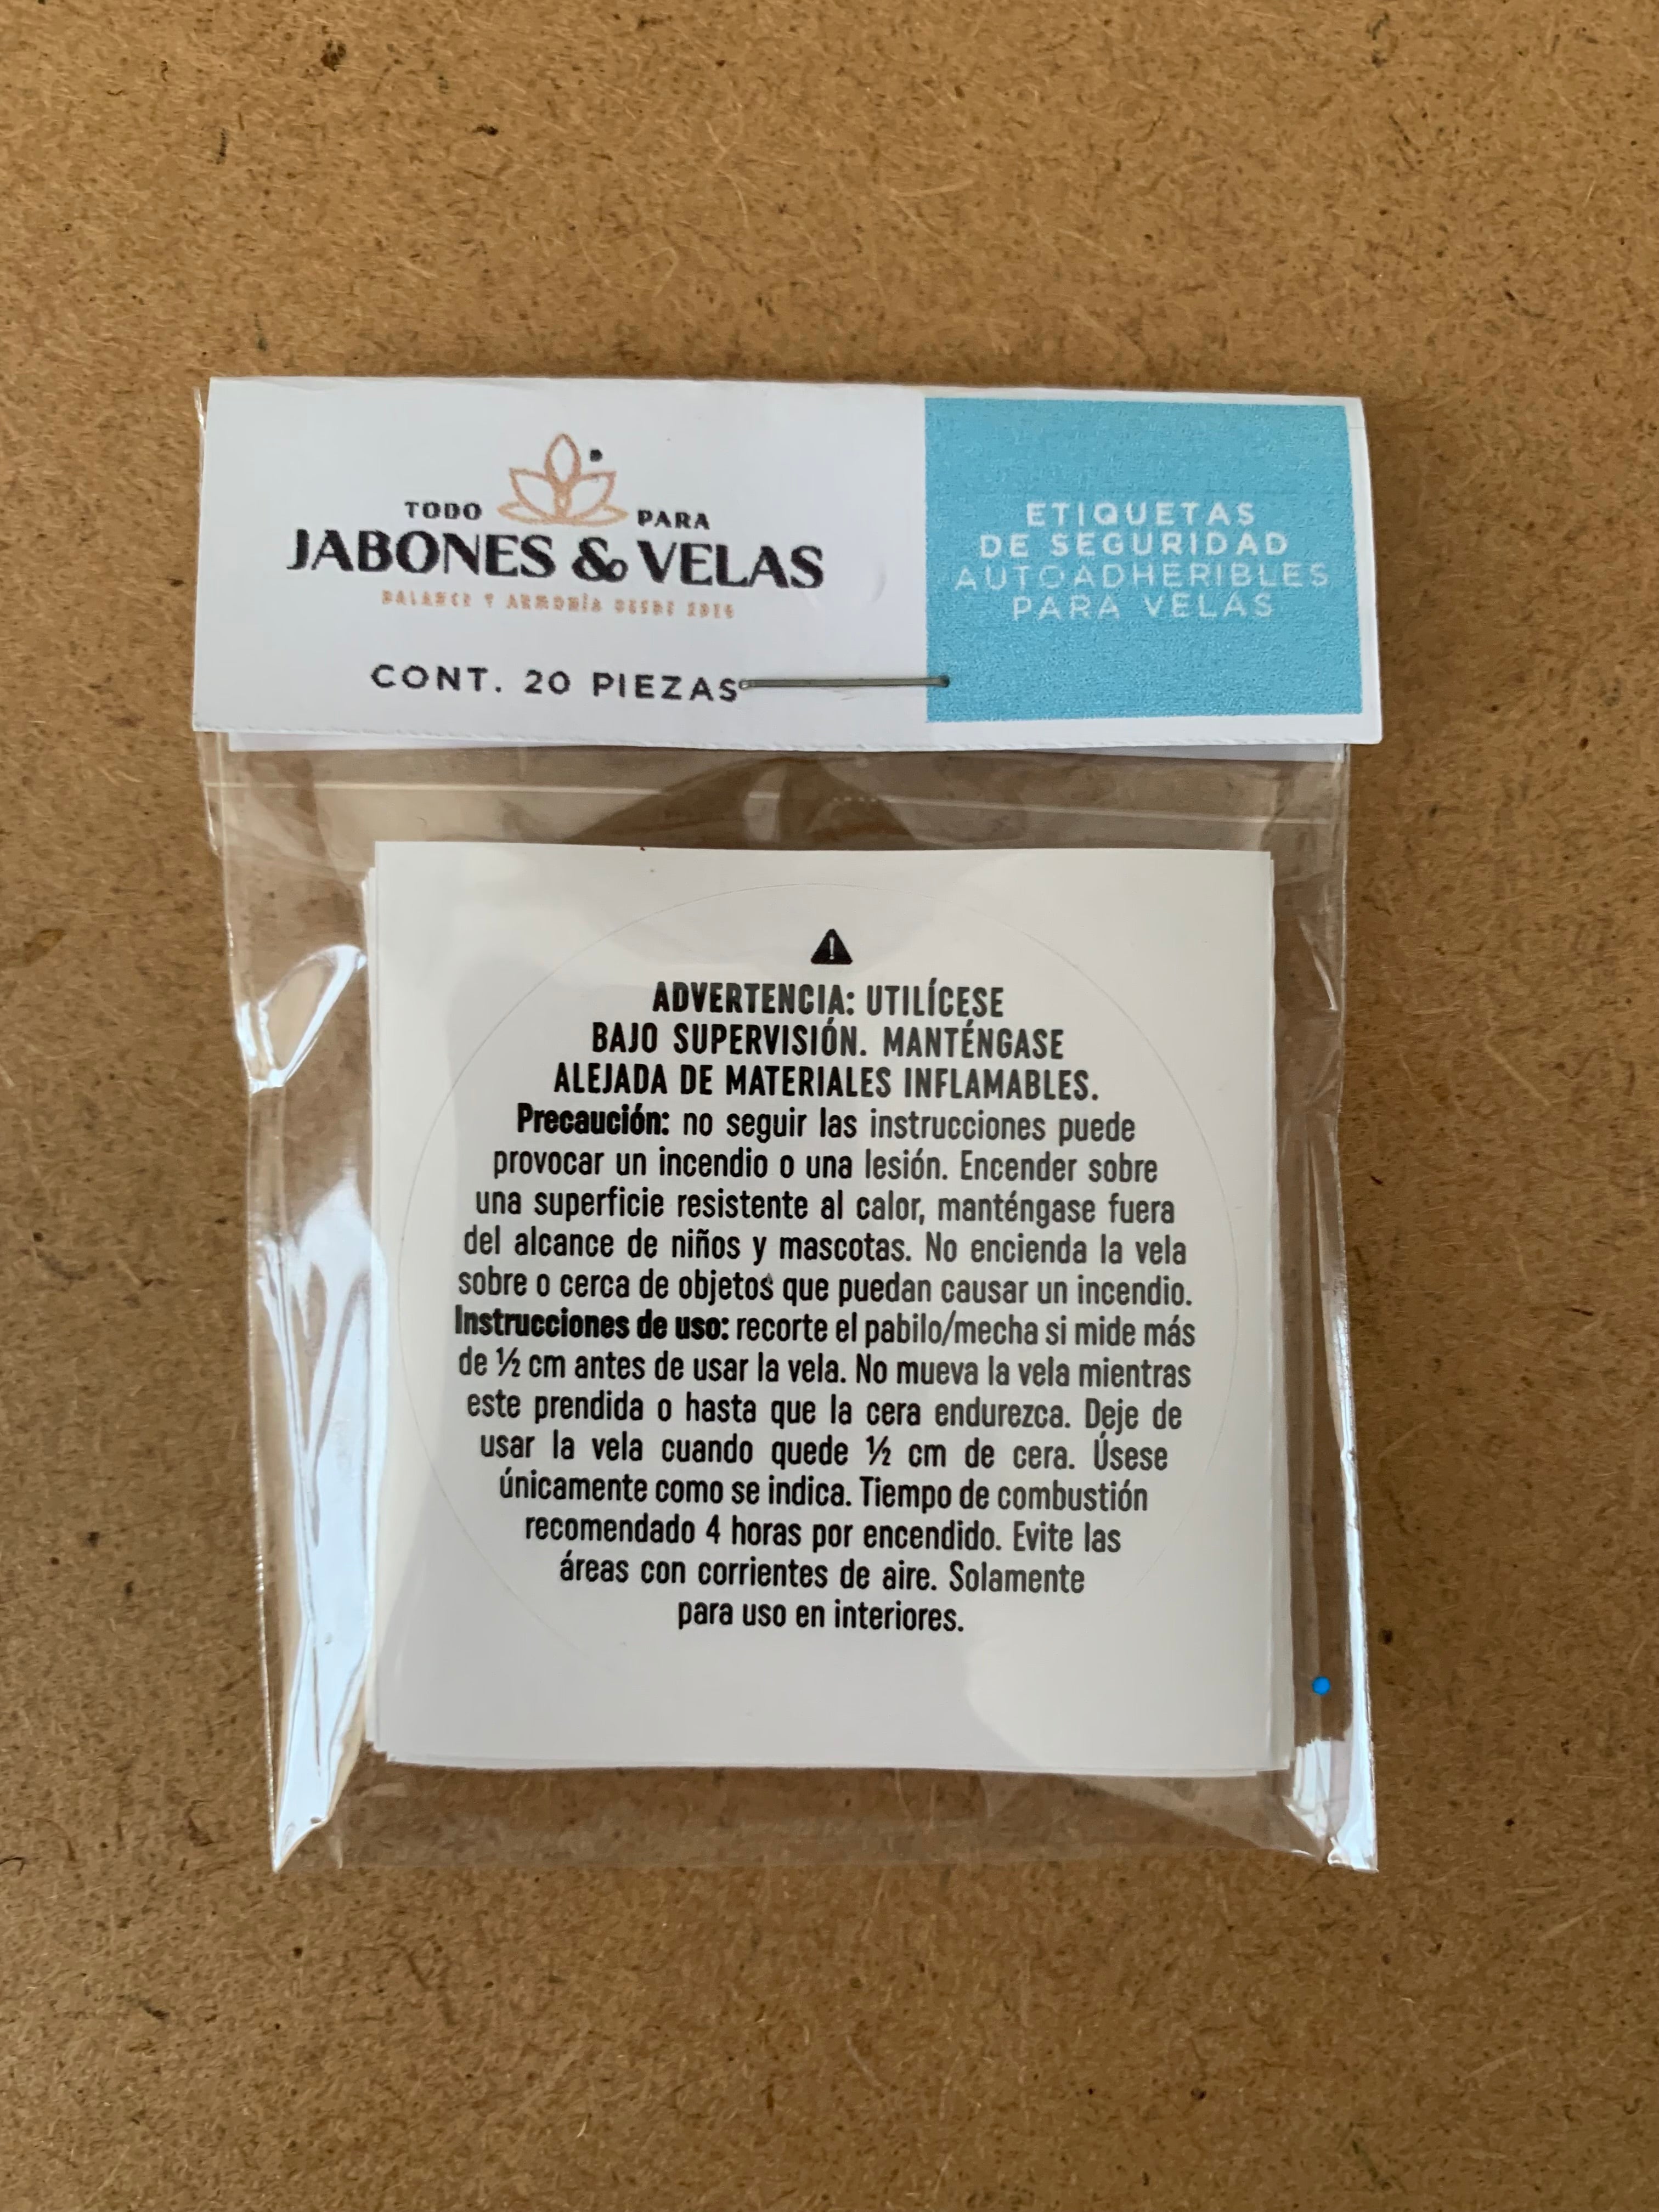 TODO PARA
JABONES & VELAS
BALANCE Y ARMONÍA DESDE 2014
CONT. 20 PIEZAS
ETIQUETAS
DE SEGURIDAD
AUTOADHERIBLES
PARA VELAS
ADVERTENCIA: UTILÍCESE
BAJO SUPERVISIÓN. MANTÉNGASE
ALEJADA DE MATERIALES INFLAMABLES.
Precaución: no seguir las instrucciones puede
provocar un incendio o una lesión. Encender sobre
una superficie resistente al calor, manténgase fuera
del alcance de niños y mascotas. No encienda la vela
sobre o cerca de objetos que puedan causar un incendio.
Instrucciones de uso: recorte el pabilo/mecha si mide más
de ½ cm antes de usar la vela. No mueva la vela mientras
este prendida o hasta que la cera endurezca. Deje de
usar la vela cuando quede ½ cm de cera. Úsese
únicamente como se indica. Tiempo de combustión
recomendado 4 horas por encendido. Evite las
áreas con corrientes de aire. Solamente
para uso en interiores.